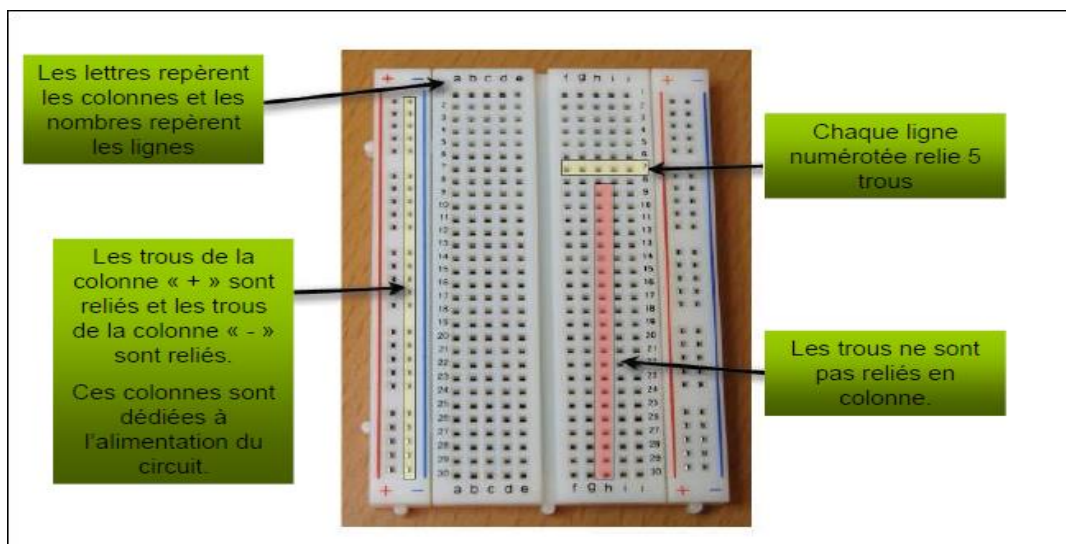 Les lettres repèrent
les colonnes et les
nombres repèrent
les lignes
Les trous de la
colonne « + » sont
reliés et les trous
de la colonne « - »
sont reliés.
Ces colonnes sont
dédiées à
l'alimentation du
circuit.
Chaque ligne
numérotée relie 5
trous
Les trous ne sont
pas reliés en
colonne.
+ −
a b c d e
f g h i
+ −
+ −
a b c d e
f g h i
+ −